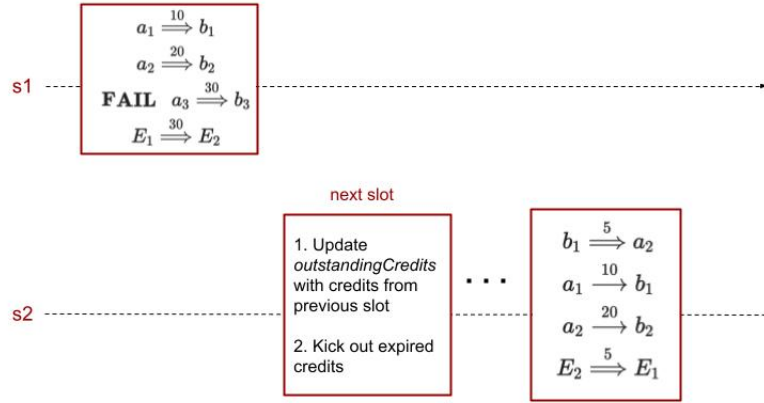 s1
a₁ ⟹¹⁰ b₁
a₂ ⟹²⁰ b₂
FAIL a₃ ⟹³⁰ b₃
E₁ ⟹³⁰ E₂
next slot
s2
1. Update
outstandingCredits
with credits from
previous slot
2. Kick out expired
credits
...
b₁ ⟹⁵ a₂
a₁ ⟶¹⁰ b₁
a₂ ⟶²⁰ b₂
E₂ ⟹⁵ E₁